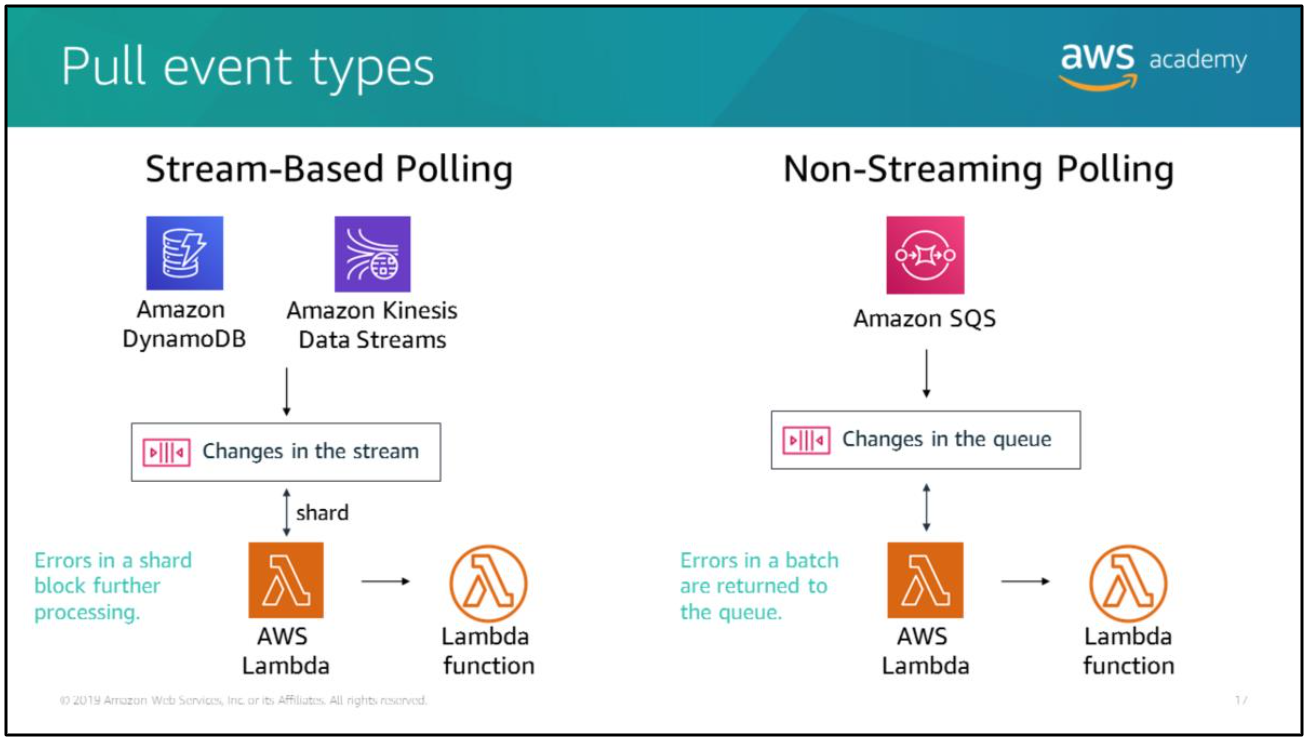 Pull event types
aws academy
Stream-Based Polling
Amazon
DynamoDB
Amazon Kinesis
Data Streams
Changes in the stream
shard
Errors in a shard
block further
processing.
AWS
Lambda
Lambda
function
Non-Streaming Polling
Amazon SQS
Changes in the queue
Errors in a batch
are returned to
the queue.
AWS
Lambda
Lambda
function
© 2019 Amazon Web Services, Inc. or its Affiliates. All rights reserved.
17